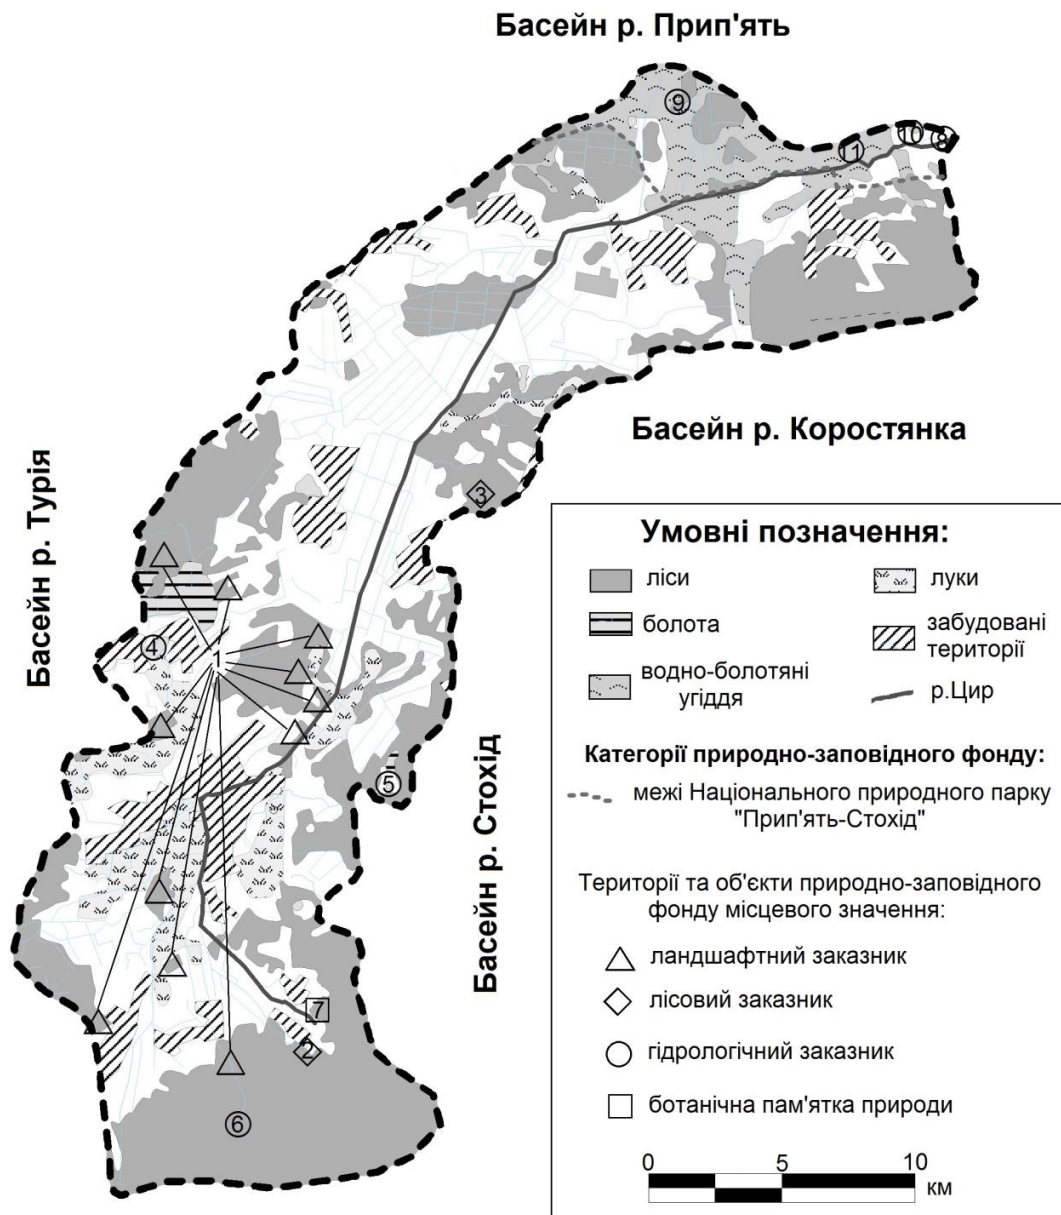 Басейн р. Прип'ять
9
10
11
8
Басейн р. Коростянка
Басейн р. Турія
3
4
1
5
Басейн р. Стохід
7
2
6
Умовні позначення:
ліси
луки
болота
забудовані
території
водно-болотяні
угіддя
р.Цир
Категорії природно-заповідного фонду:
межі Національного природного парку
"Прип'ять-Стохід"
Території та об'єкти природно-заповідного
фонду місцевого значення:
ландшафтний заказник
лісовий заказник
гідрологічний заказник
ботанічна пам'ятка природи
0 5 10
км